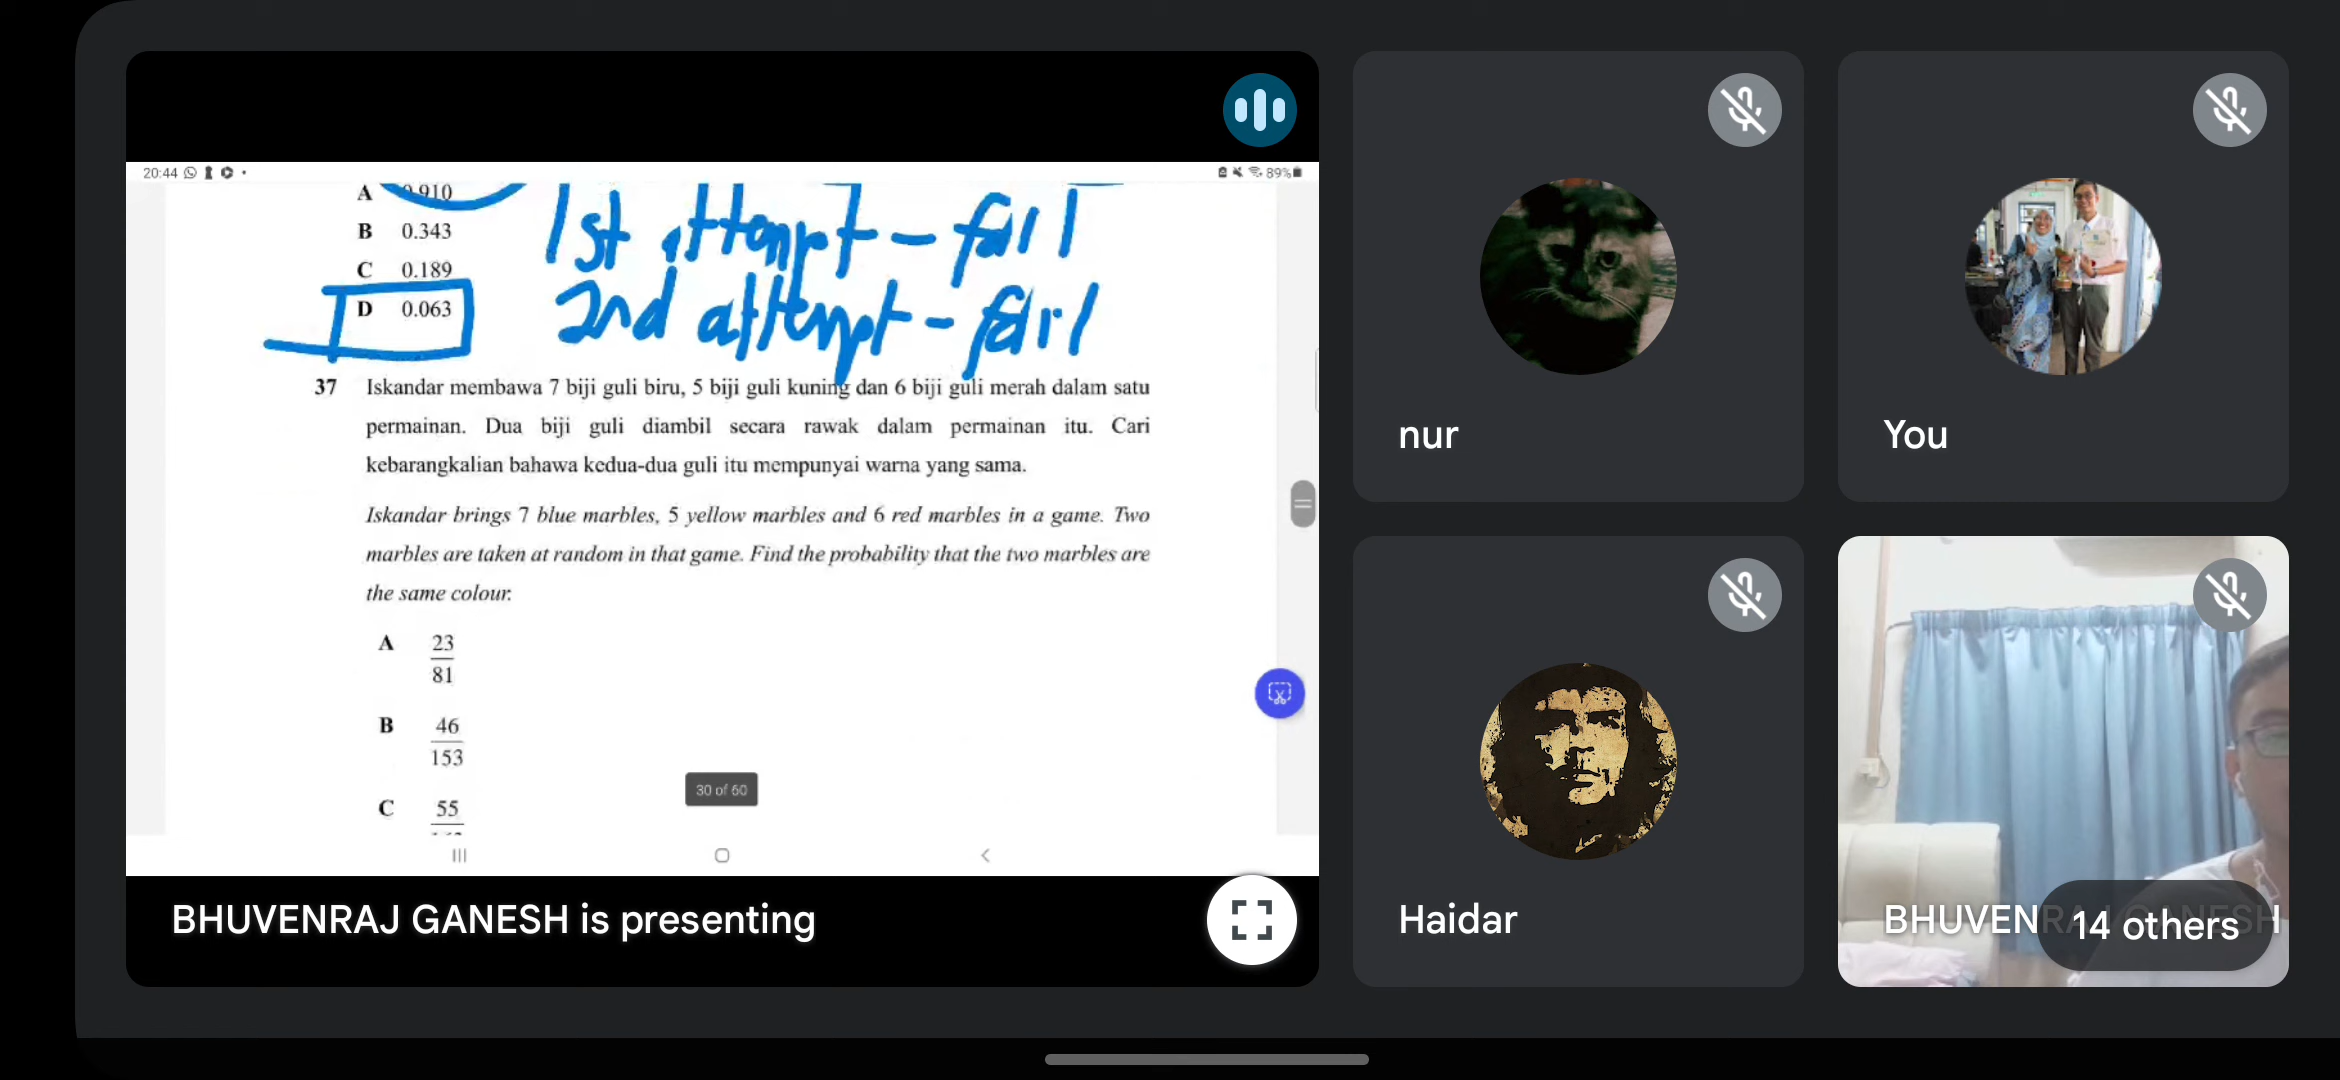 20:44
89%
A 0.910
B 0.343
C 0.189
D 0.063
1st attempt - fail
2nd attempt - fail
37 Iskandar membawa 7 biji guli biru, 5 biji guli kuning dan 6 biji guli merah dalam satu
permainan. Dua biji guli diambil secara rawak dalam permainan itu. Cari
kebarangkalian bahawa kedua-dua guli itu mempunyai warna yang sama.
Iskandar brings 7 blue marbles, 5 yellow marbles and 6 red marbles in a game. Two
marbles are taken at random in that game. Find the probability that the two marbles are
the same colour.
A 23
81
B 46
153
C 55
30 of 60
BHUVENRAJ GANESH is presenting
nur
You
Haidar
BHUVENRAJ GANESH
14 others